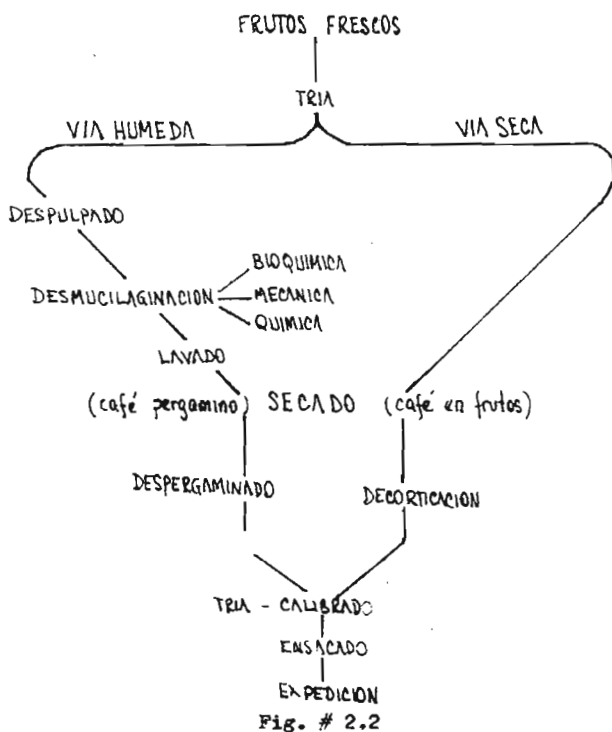 FRUTOS FRESCOS
TRIA
VIA HUMEDA
VIA SECA
DESPULPADO
BIOQUIMICA
DESMUCILAGINACION
MECANICA
QUIMICA
LAVADO
(café pergamino) SECADO (café en frutos)
DESPERGAMINADO
DECORTICACION
TRIA - CALIBRADO
ENSACADO
EXPEDICION
Fig. # 2.2